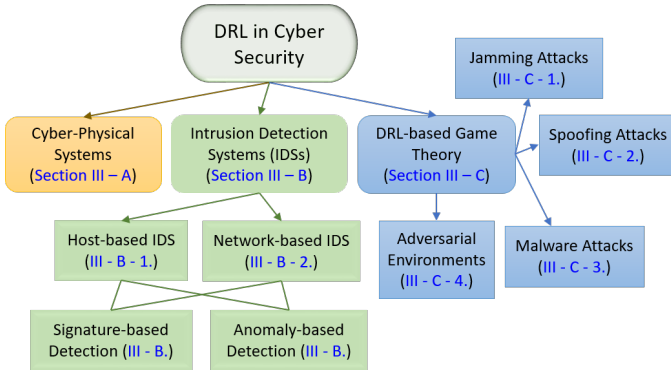 DRL in Cyber
Security
Cyber-Physical
Systems
(Section III – A)
Intrusion Detection
Systems (IDSs)
(Section III – B)
DRL-based Game
Theory
(Section III – C)
Jamming Attacks
(III - C - 1.)
Spoofing Attacks
(III - C - 2.)
Malware Attacks
(III - C - 3.)
Adversarial
Environments
(III - C - 4.)
Host-based IDS
(III - B - 1.)
Network-based IDS
(III - B - 2.)
Signature-based
Detection (III - B.)
Anomaly-based
Detection (III - B.)